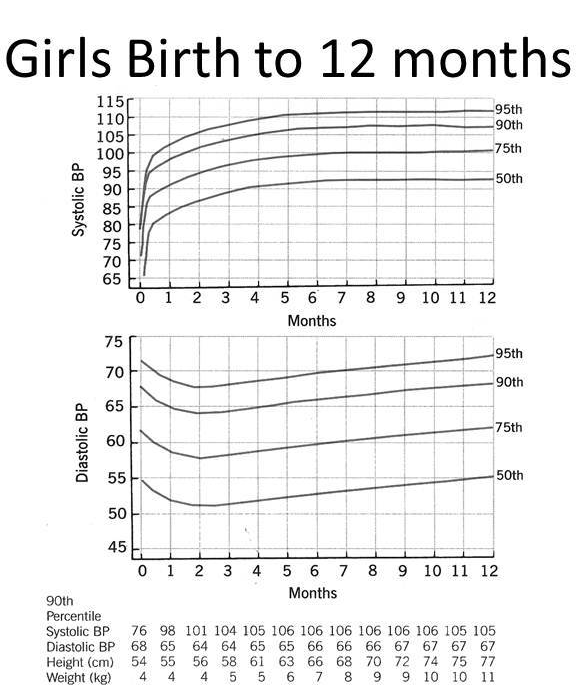 Girls Birth to 12 months
115
110
105
100
95
90
85
80
75
70
65
Systolic BP
95th
90th
75th
50th
0 1 2 3 4 5 6 7 8 9 10 11 12
Months
75
70
65
60
55
50
45
Diastolic BP
95th
90th
75th
50th
0 1 2 3 4 5 6 7 8 9 10 11 12
Months
90th
Percentile
Systolic BP 76 98 101 104 105 106 106 106 106 106 106 105 105
Diastolic BP 68 65 64 64 65 65 66 66 66 67 67 67 67
Height (cm) 54 55 56 58 61 63 66 68 70 72 74 75 77
Weight (kg) 4 4 4 5 5 6 7 8 9 9 10 10 11